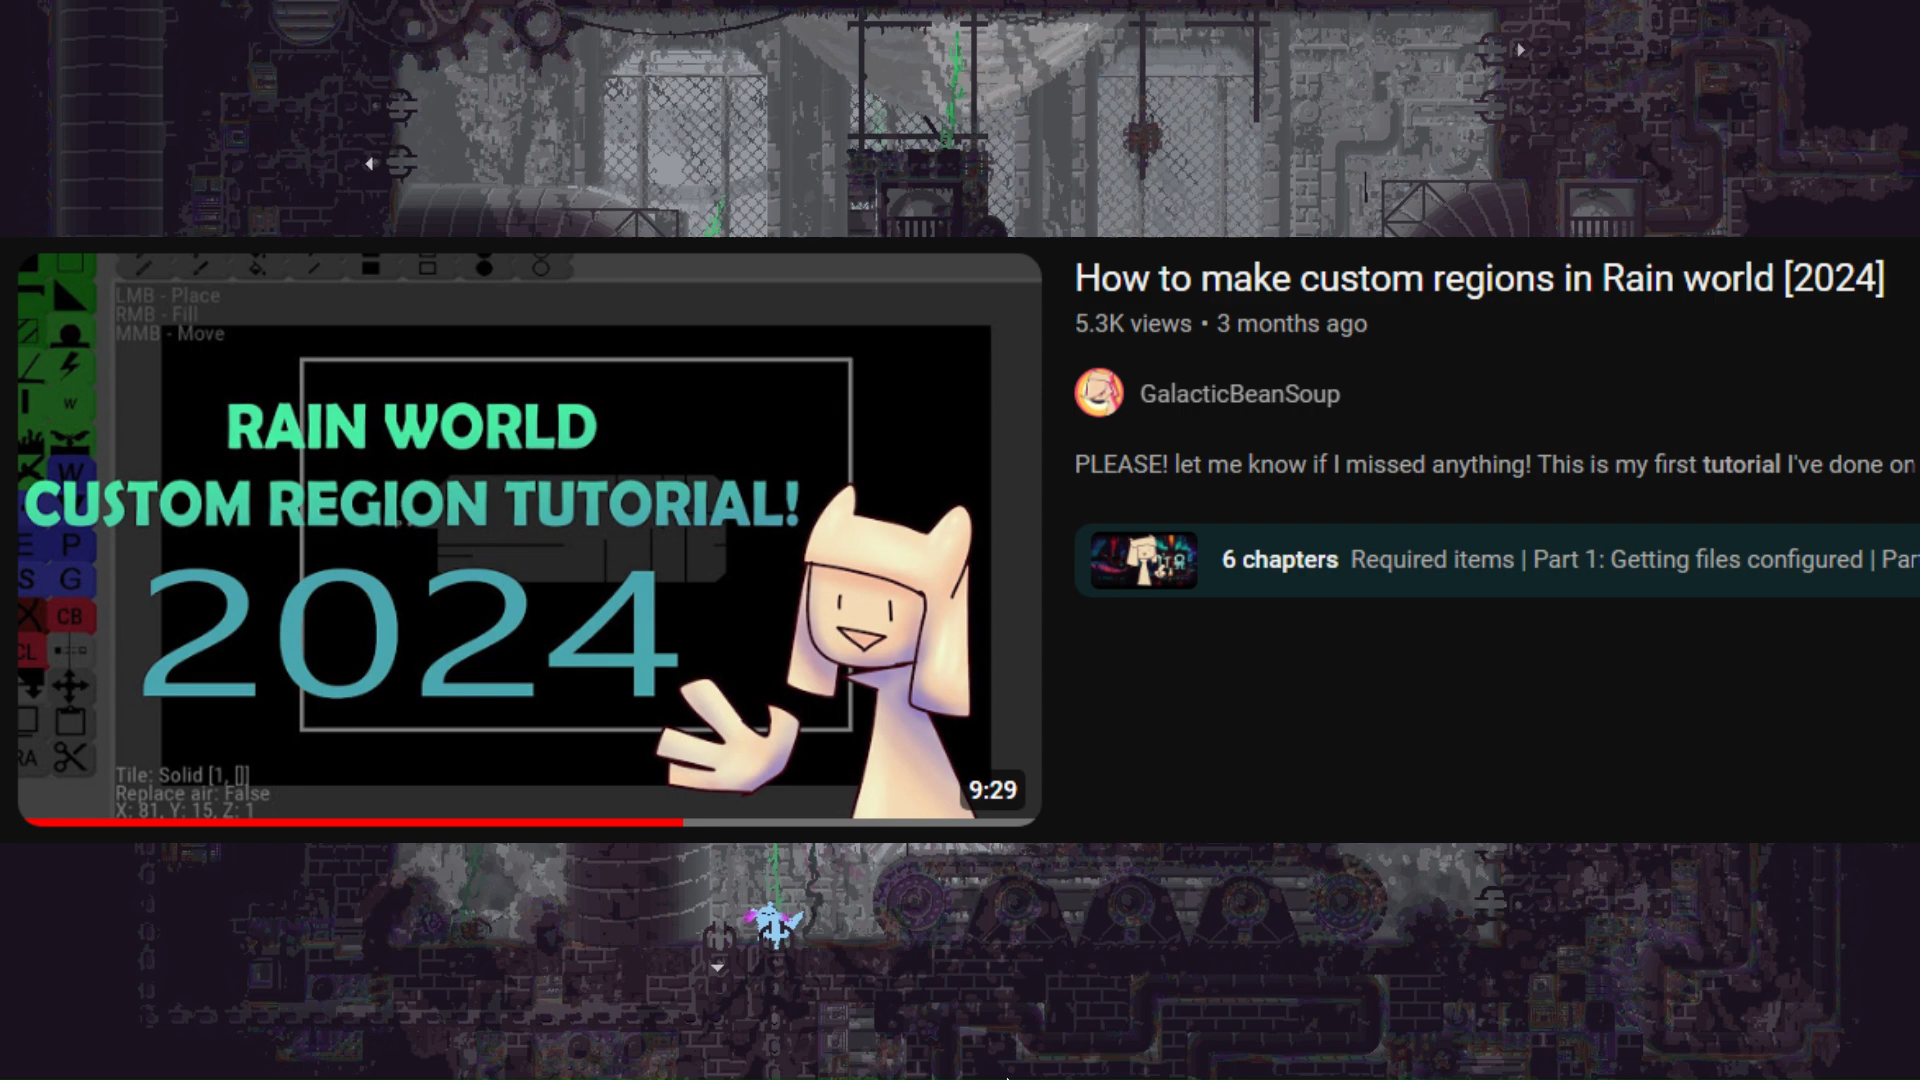 LMB - Place
RMB - Fill
MMB - Move
RAIN WORLD
CUSTOM REGION TUTORIAL!
2024
W
W
E P
S G
CB
CL
RA
Tile: Solid [1, []]
Replace air: False
X: 81, Y: 15, Z: 1
9:29
How to make custom regions in Rain world [2024]
5.3K views • 3 months ago
GalacticBeanSoup
PLEASE! let me know if I missed anything! This is my first tutorial I've done on
6 chapters Required items | Part 1: Getting files configured | Par